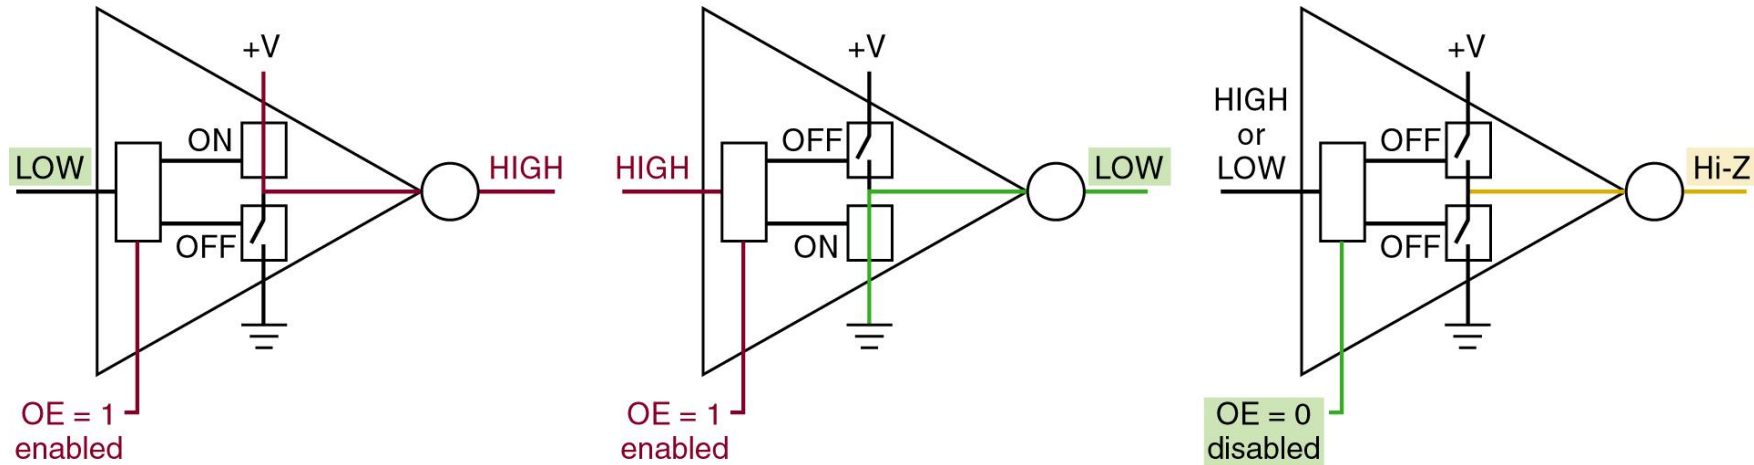 +V
ON
LOW
HIGH
OFF
OE = 1
enabled
+V
OFF
HIGH
LOW
ON
OE = 1
enabled
+V
HIGH
or
LOW
OFF
Hi-Z
OFF
OE = 0
disabled